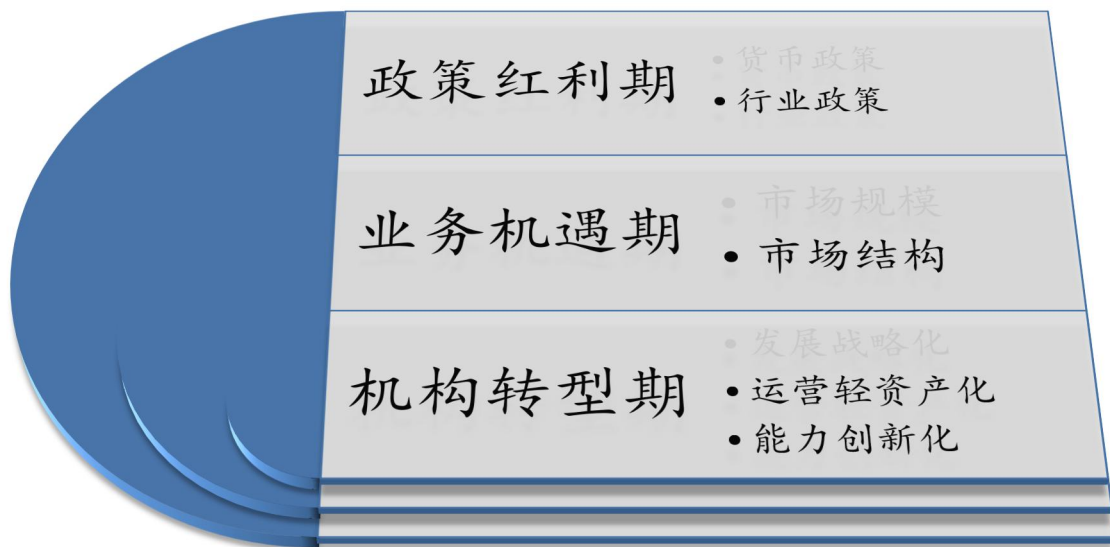 政策红利期
• 货币政策
• 行业政策
业务机遇期
• 市场规模
• 市场结构
机构转型期
• 发展战略化
• 运营轻资产化
• 能力创新化